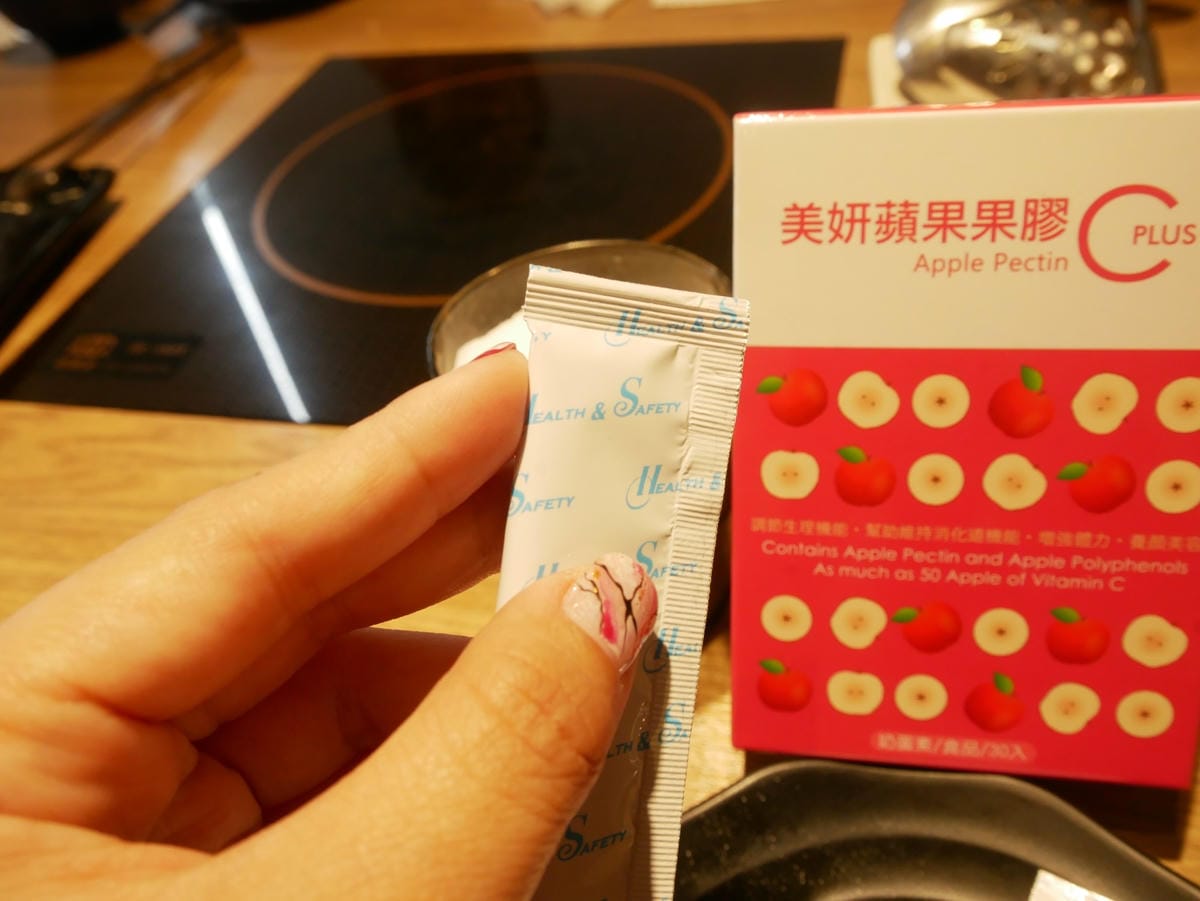 美妍蘋果果膠 C PLUS
Apple Pectin
調節生理機能・幫助維持消化道機能・增強體力・養顏美容
Contains Apple Pectin and Apple Polyphenols
As much as 50 Apple of Vitamin C
奶蛋素/食品/30入
HEALTH & S
HEALTH & SAFETY
SAFETY
HEALTH &
SAFETY
SAFETY